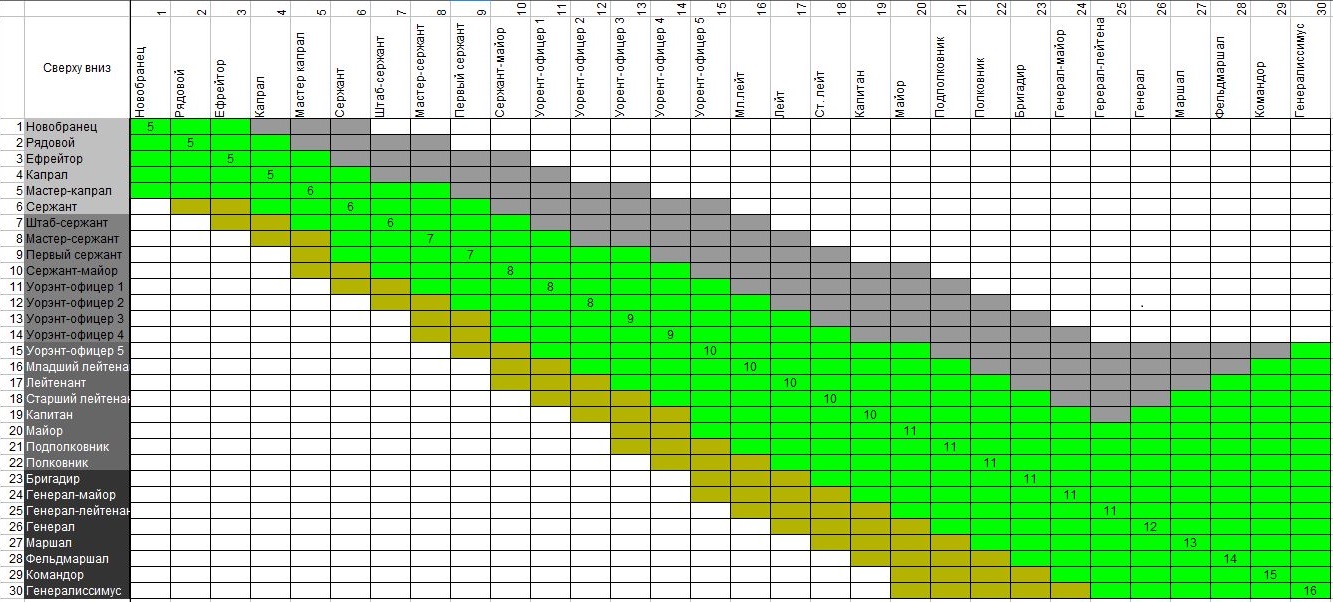 1 2 3 4 5 6 7 8 9 10 11 12 13 14 15 16 17 18 19 20 21 22 23 24 25 26 27 28 29 30
Сверху вниз
Новобранец
Рядовой
Ефрейтор
Капрал
Мастер капрал
Сержант
Штаб-сержант
Мастер-сержант
Первый сержант
Сержант-майор
Уорент-офицер 1
Уорент-офицер 2
Уорент-офицер 3
Уорент-офицер 4
Уорент-офицер 5
Мл.лейт
Лейт
Ст. лейт
Капитан
Майор
Подполковник
Полковник
Бригадир
Генерал-майор
Герерал-лейтена
Генерал
Маршал
Фельдмаршал
Командор
Генералиссимус
1 Новобранец 5
2 Рядовой 5
3 Ефрейтор 5
4 Капрал 5
5 Мастер-капрал 6
6 Сержант 6
7 Штаб-сержант 6
8 Мастер-сержант 7
9 Первый сержант 7
10 Сержант-майор 8
11 Уорэнт-офицер 1 8
12 Уорэнт-офицер 2 8
13 Уорэнт-офицер 3 9
14 Уорэнт-офицер 4 9
15 Уорэнт-офицер 5 10
16 Младший лейтена 10
17 Лейтенант 10
18 Старший лейтенан 10
19 Капитан 10
20 Майор 11
21 Подполковник 11
22 Полковник 11
23 Бригадир 11
24 Генерал-майор 11
25 Генерал-лейтенан 11
26 Генерал 12
27 Маршал 13
28 Фельдмаршал 14
29 Командор 15
30 Генералиссимус 16